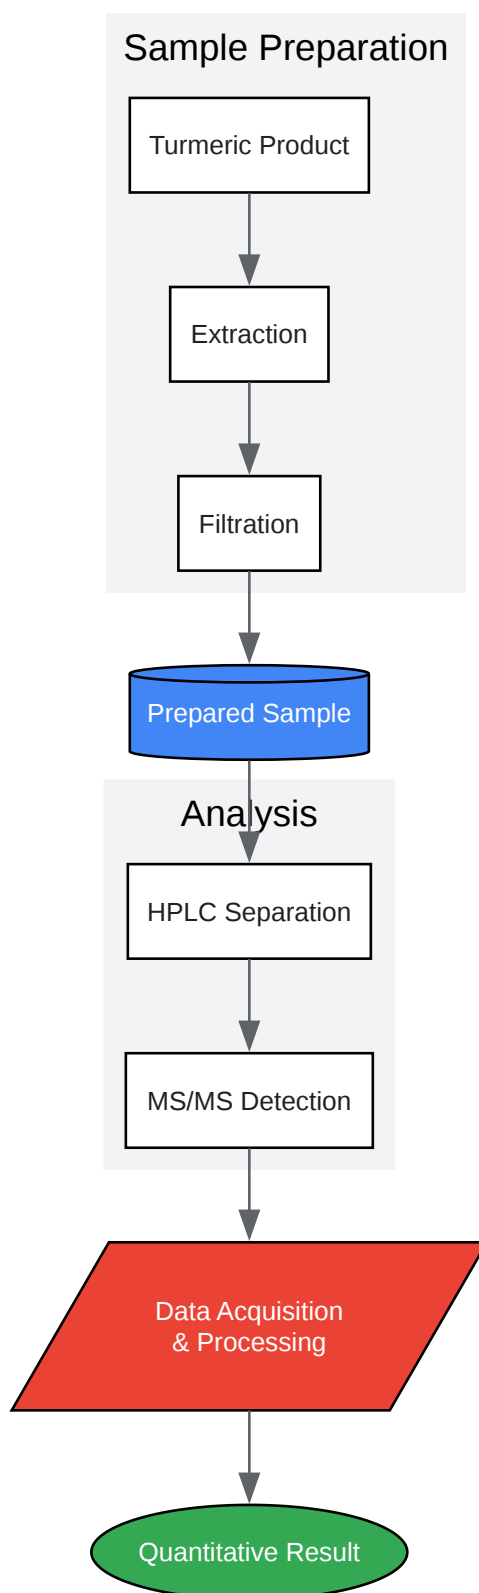 Sample Preparation
Turmeric Product
Extraction
Filtration
Prepared Sample
Analysis
HPLC Separation
MS/MS Detection
Data Acquisition
& Processing
Quantitative Result